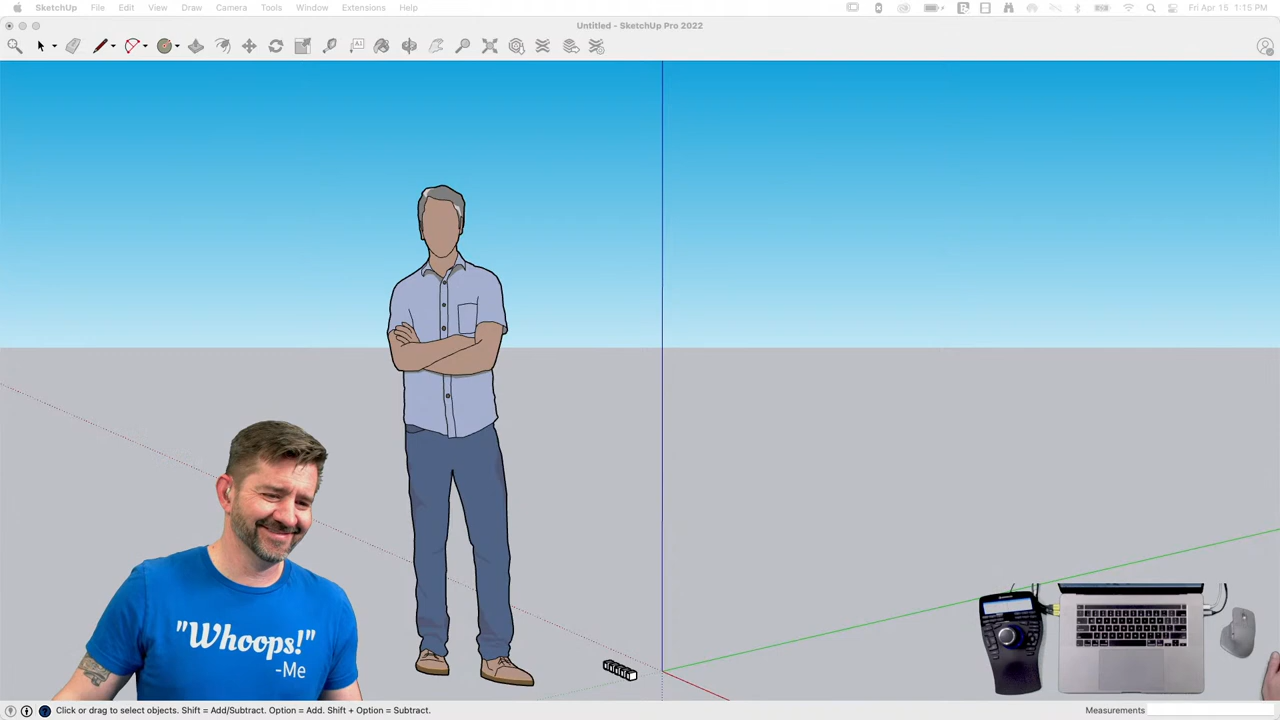 SketchUp File Edit View Camera Draw Tools Window Extensions Help Fri Apr 15 1:15 PM
Untitled - SketchUp Pro 2022
"Whoops!"
-Me
Click or drag to select objects. Shift = Add/Subtract. Option = Add. Shift + Option = Subtract. Measurements